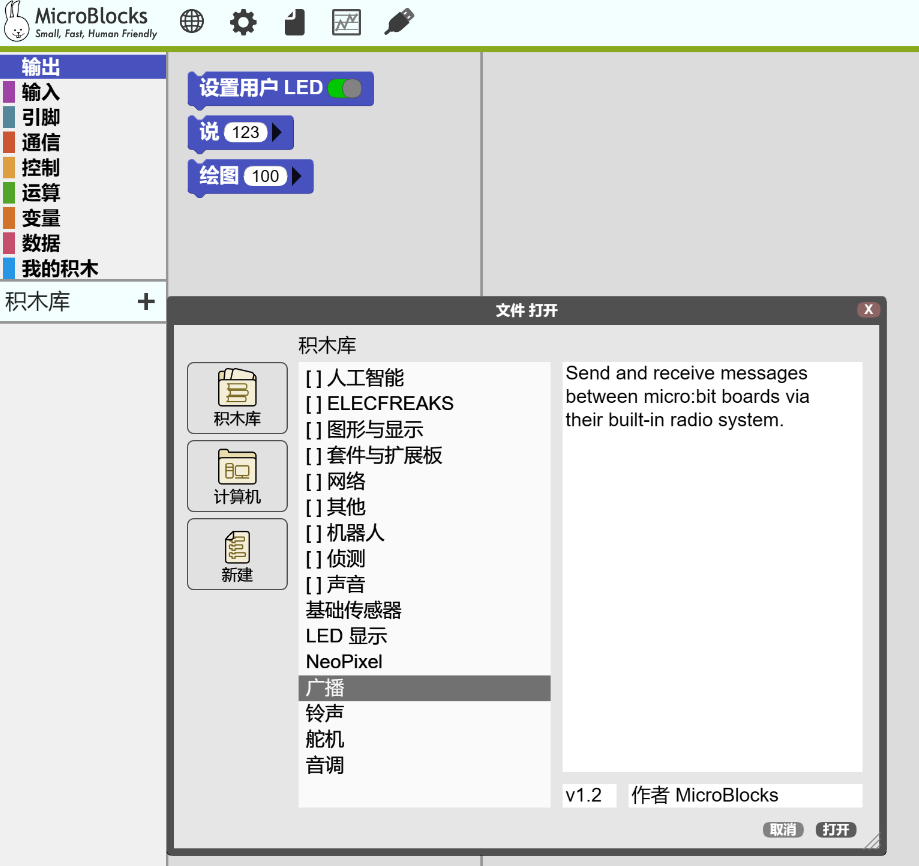 MicroBlocks
Small, Fast, Human Friendly
输出
输入
引脚
通信
控制
运算
变量
数据
我的积木
积木库 +
设置用户 LED
说 123
绘图 100
文件 打开
X
积木库
积木库
计算机
新建
[ ] 人工智能
[ ] ELECFREAKS
[ ] 图形与显示
[ ] 套件与扩展板
[ ] 网络
[ ] 其他
[ ] 机器人
[ ] 侦测
[ ] 声音
基础传感器
LED 显示
NeoPixel
广播
铃声
舵机
音调
Send and receive messages
between micro:bit boards via
their built-in radio system.
v1.2
作者 MicroBlocks
取消
打开